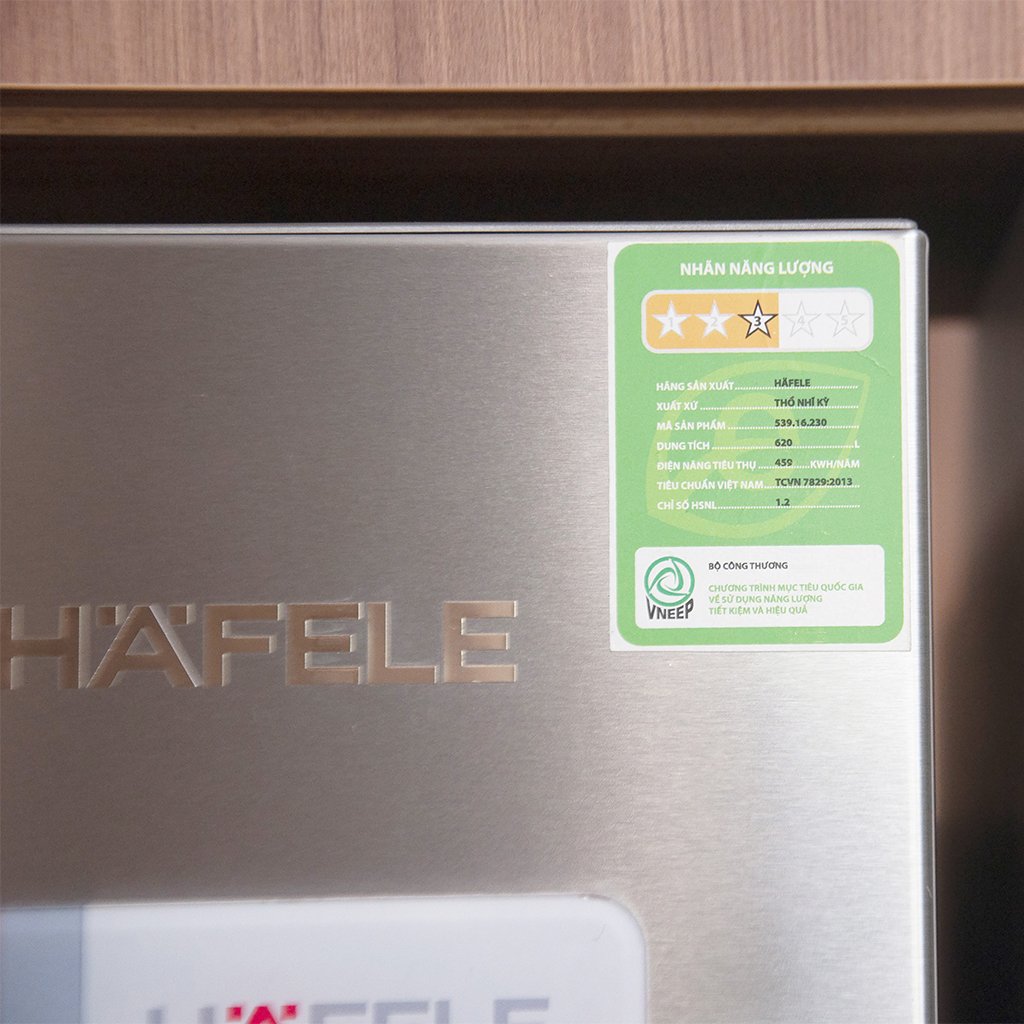 NHÃN NĂNG LƯỢNG
1 2 3 4 5
HÃNG SẢN XUẤT HÄFELE
XUẤT XỨ THỔ NHĨ KỲ
MÃ SẢN PHẨM 539.16.230
DUNG TÍCH 620 L
ĐIỆN NĂNG TIÊU THỤ 459 KWH/NĂM
TIÊU CHUẨN VIỆT NAM TCVN 7829:2013
CHỈ SỐ HSNL 1.2
VNEEP
BỘ CÔNG THƯƠNG
CHƯƠNG TRÌNH MỤC TIÊU QUỐC GIA
VỀ SỬ DỤNG NĂNG LƯỢNG
TIẾT KIỆM VÀ HIỆU QUẢ
HÄFELE
HÄFELE